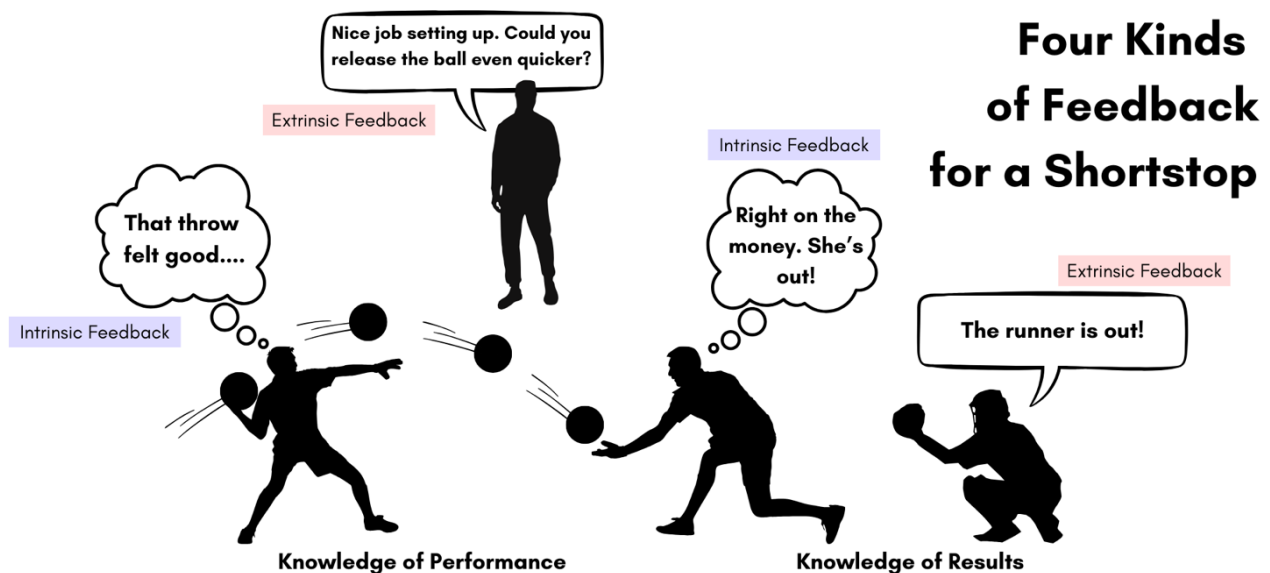 Four Kinds
of Feedback
for a Shortstop
Nice job setting up. Could you
release the ball even quicker?
Extrinsic Feedback
That throw
felt good....
Intrinsic Feedback
Intrinsic Feedback
Right on the
money. She’s
out!
Extrinsic Feedback
The runner is out!
Knowledge of Performance
Knowledge of Results